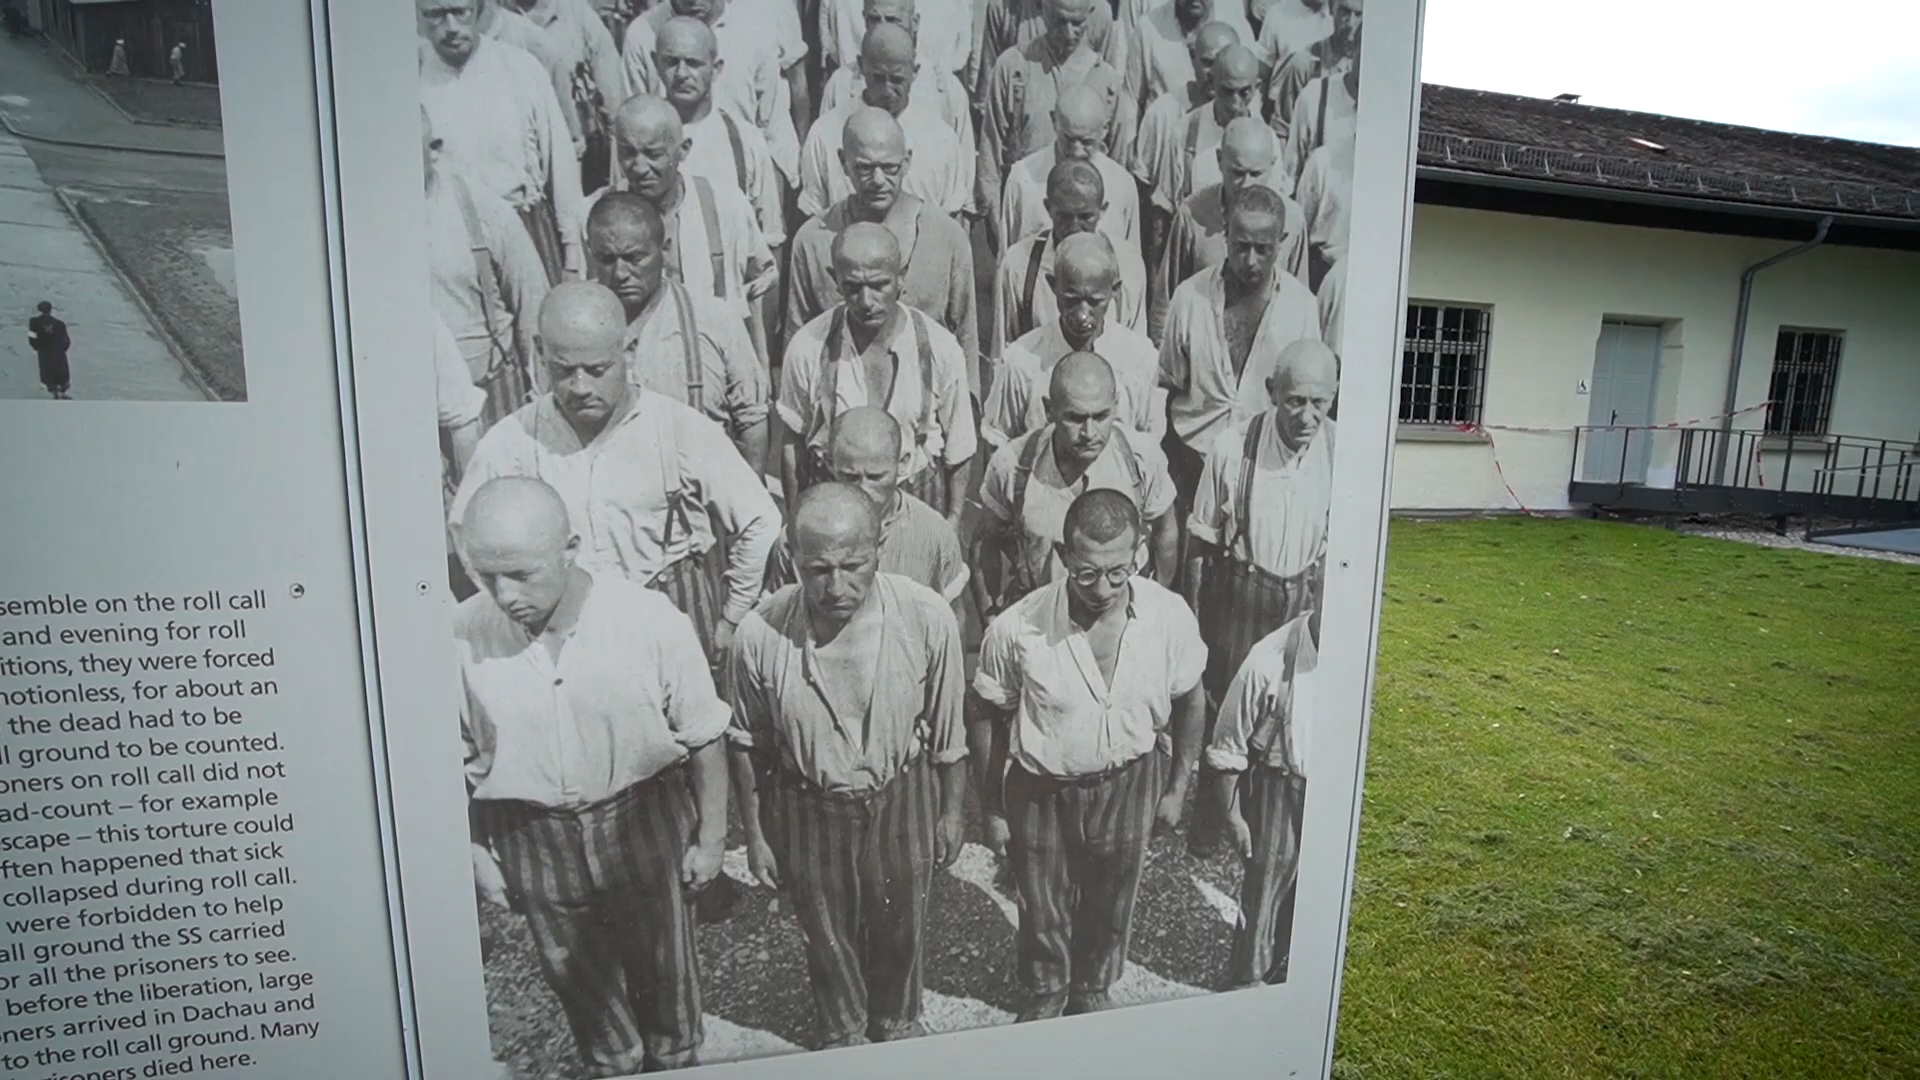 semble on the roll call
and evening for roll
itions, they were forced
motionless, for about an
the dead had to be
ll ground to be counted.
oners on roll call did not
ad-count – for example
scape – this torture could
ften happened that sick
collapsed during roll call.
were forbidden to help
all ground the SS carried
or all the prisoners to see.
before the liberation, large
ners arrived in Dachau and
to the roll call ground. Many
prisoners died here.